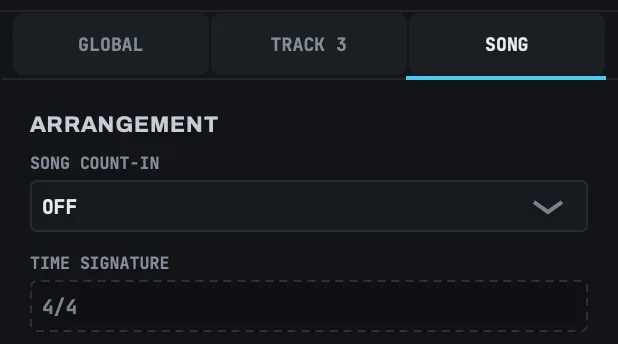 GLOBAL TRACK 3 SONG
ARRANGEMENT
SONG COUNT-IN
OFF
TIME SIGNATURE
4/4